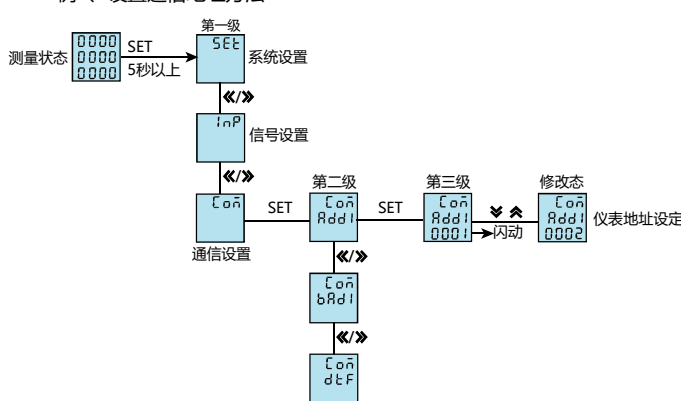 第一级
测量状态
0000
0000
0000
SET
5秒以上
SEt
系统设置
«/»
InP
信号设置
«/»
Con
通信设置
SET
第二级
Con
Add1
SET
第三级
Con
Add1
0001
闪动
修改态
Con
Add1
0002
仪表地址设定
«/»
Con
bAd1
«/»
Con
dtF